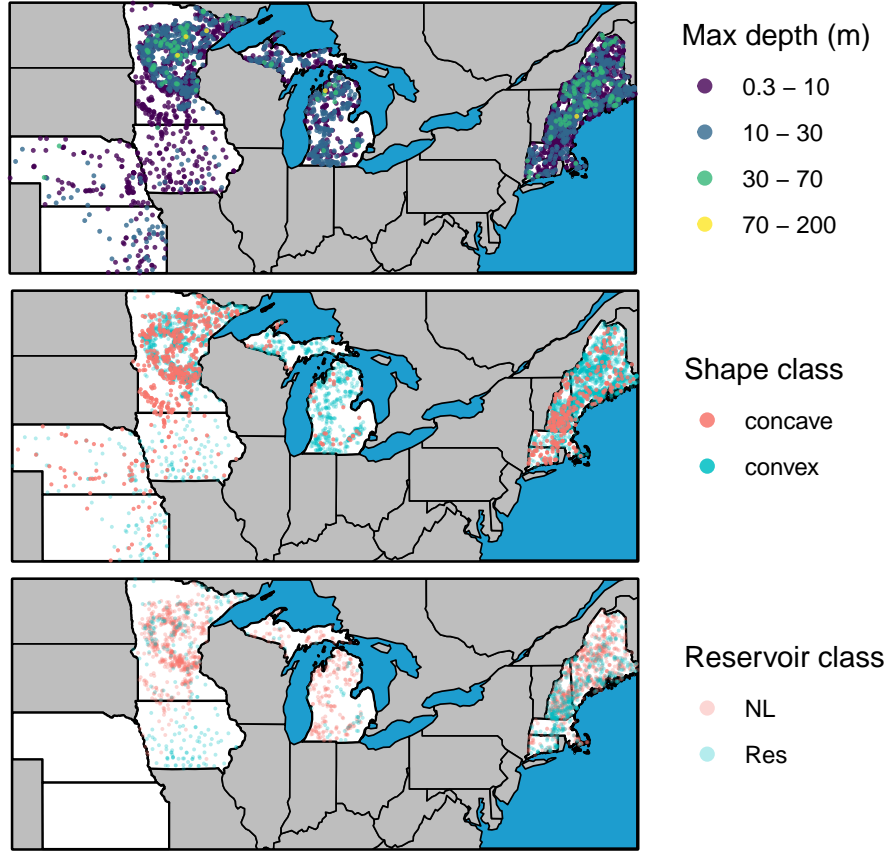 Max depth (m)
0.3 − 10
10 − 30
30 − 70
70 − 200
Shape class
concave
convex
Reservoir class
NL
Res